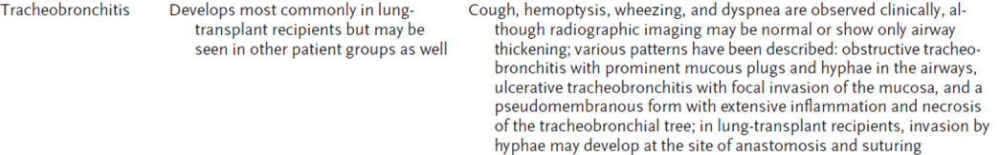 Tracheobronchitis
Develops most commonly in lung-
transplant recipients but may be
seen in other patient groups as well
Cough, hemoptysis, wheezing, and dyspnea are observed clinically, al-
though radiographic imaging may be normal or show only airway
thickening; various patterns have been described: obstructive tracheo-
bronchitis with prominent mucous plugs and hyphae in the airways,
ulcerative tracheobronchitis with focal invasion of the mucosa, and a
pseudomembranous form with extensive inflammation and necrosis
of the tracheobronchial tree; in lung-transplant recipients, invasion by
hyphae may develop at the site of anastomosis and suturing